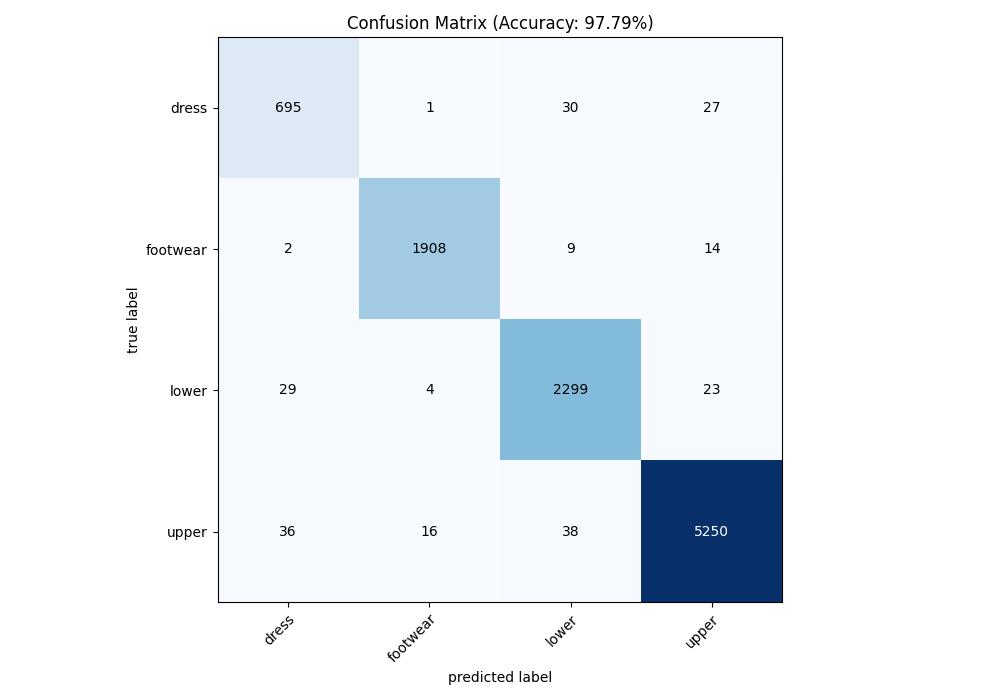 Confusion Matrix (Accuracy: 97.79%)
true label
dress 695 1 30 27
footwear 2 1908 9 14
lower 29 4 2299 23
upper 36 16 38 5250
dress footwear lower upper
predicted label